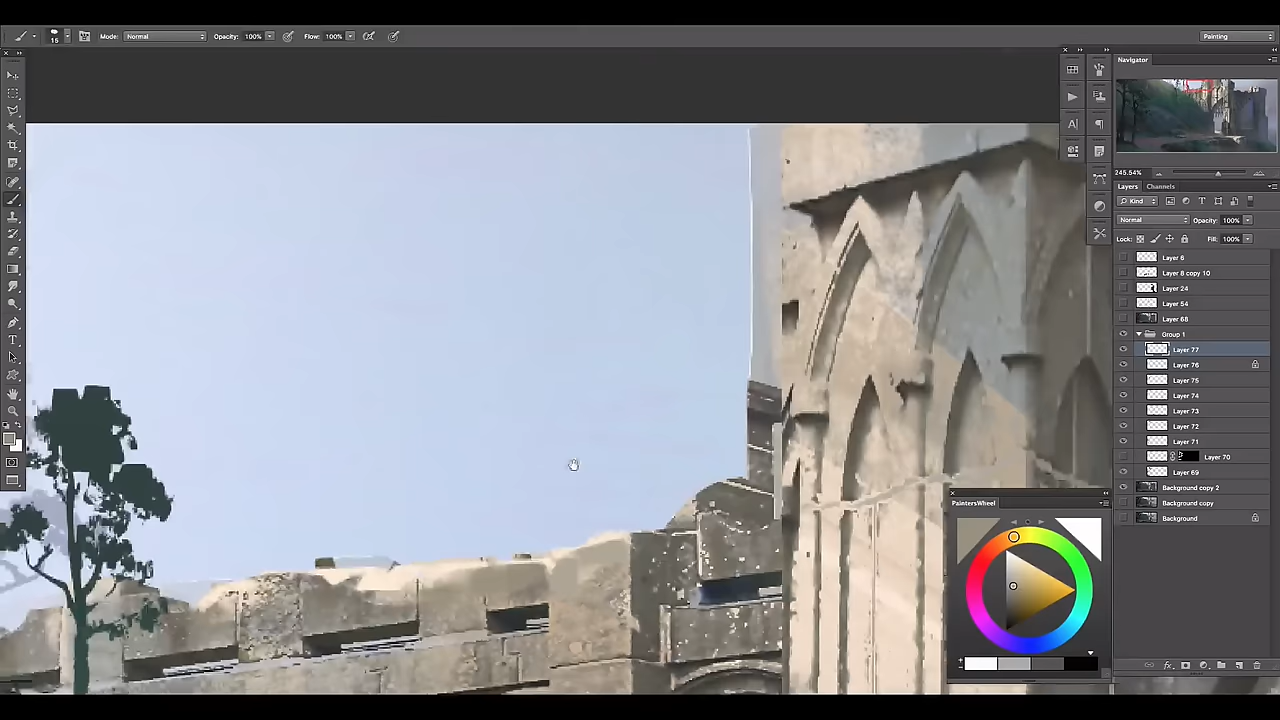 15 Mode: Normal Opacity: 100% Flow: 100% Painting
Navigator
245.54%
Layers Channels
Kind
Normal Opacity: 100%
Lock: Fill: 100%
Layer 6
Layer 8 copy 10
Layer 24
Layer 54
Layer 68
Group 1
Layer 77
Layer 76
Layer 75
Layer 74
Layer 73
Layer 72
Layer 71
Layer 70
Layer 69
Background copy 2
Background copy
Background
PaintersWheel